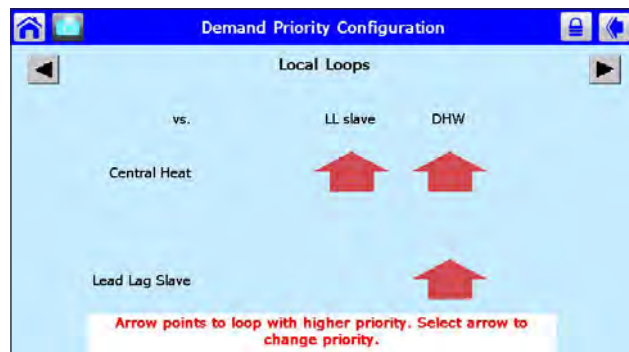 Demand Priority Configuration
Local Loops
vs. LL slave DHW
Central Heat
Lead Lag Slave
Arrow points to loop with higher priority. Select arrow to
change priority.